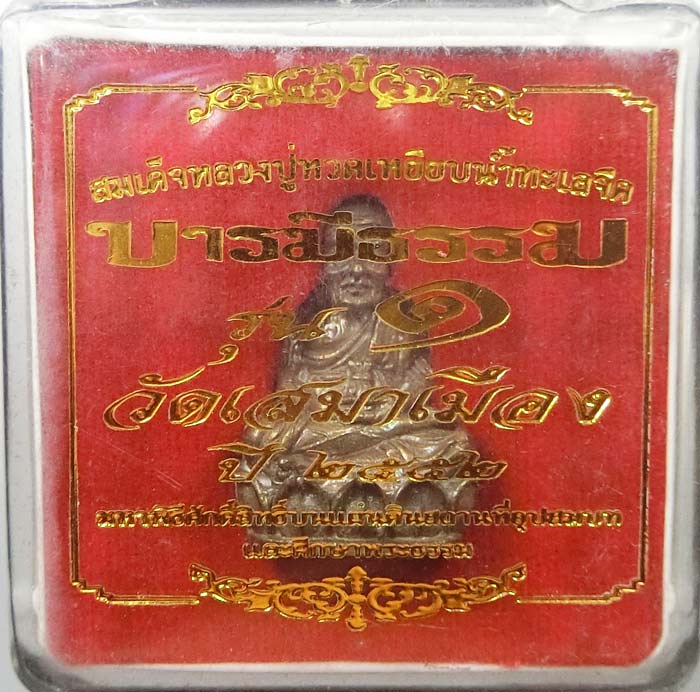 สมเด็จหลวงปู่ทวดเหยียบน้ำทะเลจืด
บารมีธรรม
รุ่น ๑
วัดเสมาเมือง
ปี ๒๕๕๒
มหาพิธีศักดิ์สิทธิ์บนแผ่นดินสถานที่อุปสมบท
และศึกษาพระธรรม